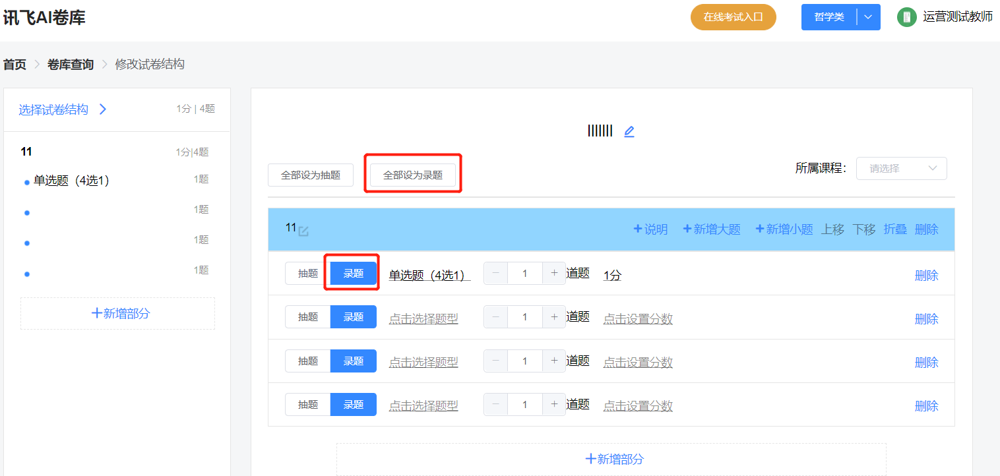 讯飞AI卷库
在线考试入口
哲学类
运营测试教师
首页 卷库查询 修改试卷结构
选择试卷结构 1分 | 4题
11 1分|4题
单选题（4选1） 1题
1题
1题
1题
+新增部分
lllllll
全部设为抽题 全部设为录题 所属课程： 请选择
11 +说明 +新增大题 +新增小题 上移 下移 折叠 删除
抽题 录题 单选题（4选1） － 1 + 道题 1分 删除
抽题 录题 点击选择题型 － 1 + 道题 点击设置分数 删除
抽题 录题 点击选择题型 － 1 + 道题 点击设置分数 删除
抽题 录题 点击选择题型 － 1 + 道题 点击设置分数 删除
+新增部分